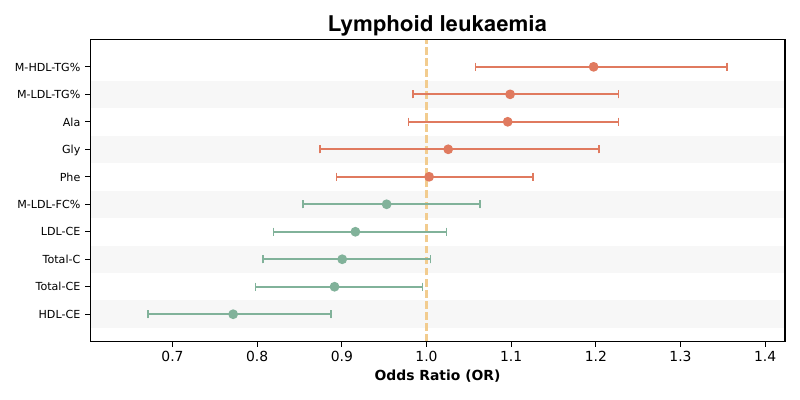 Lymphoid leukaemia
M-HDL-TG%
M-LDL-TG%
Ala
Gly
Phe
M-LDL-FC%
LDL-CE
Total-C
Total-CE
HDL-CE
0.7 0.8 0.9 1.0 1.1 1.2 1.3 1.4
Odds Ratio (OR)